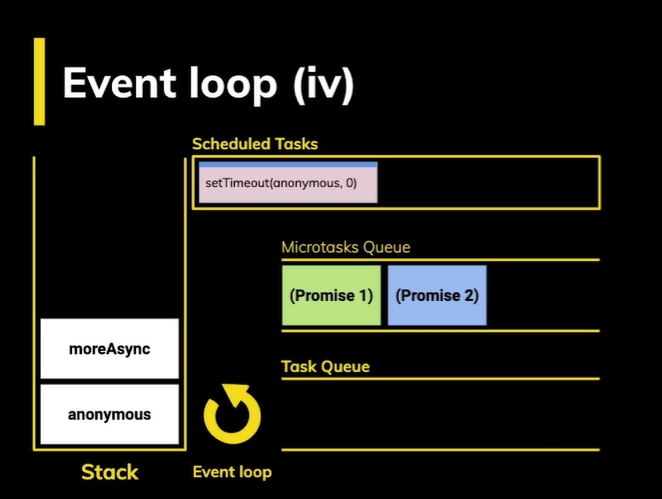 Event loop (iv)
Scheduled Tasks
setTimeout(anonymous, 0)
Microtasks Queue
(Promise 1)
(Promise 2)
moreAsync
Task Queue
anonymous
Stack
Event loop